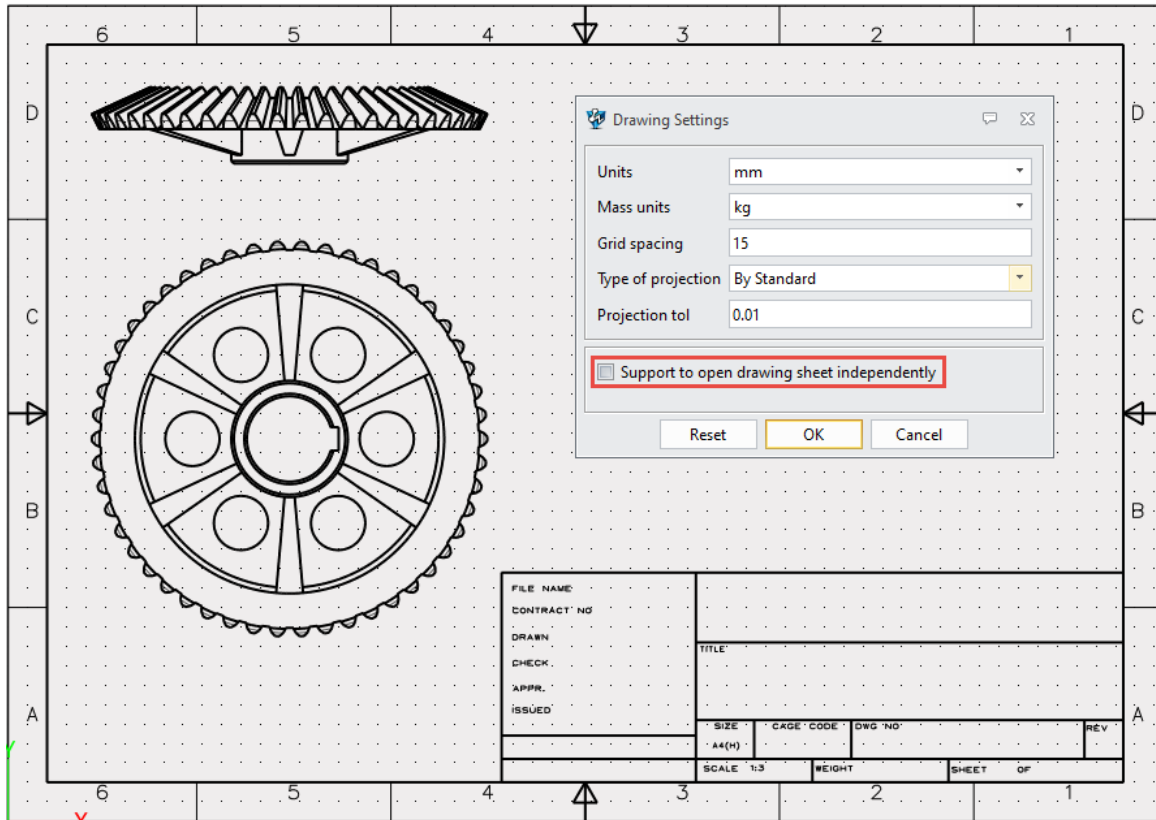 6 5 4 3 2 1
D D
Drawing Settings
Units mm
Mass units kg
Grid spacing 15
Type of projection By Standard
Projection tol 0.01
C C
Support to open drawing sheet independently
Reset OK Cancel
B B
FILE NAME
CONTRACT NO
DRAWN
TITLE
CHECK
APPR.
ISSUED
A A
SIZE CAGE CODE DWG NO REV
A4(H)
SCALE 1:3 WEIGHT SHEET OF
Y
6 5 4 3 2 1
X